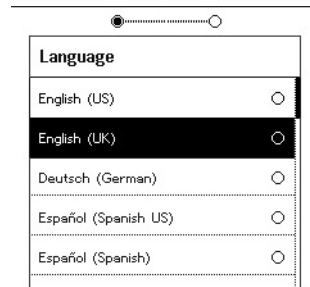 Language
English (US)
English (UK)
Deutsch (German)
Español (Spanish US)
Español (Spanish)